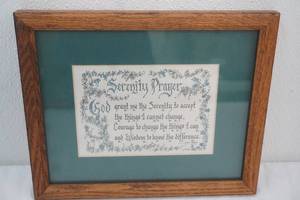 Serenity Prayer
God grant me the Serenity to accept
the things I cannot change,
Courage to change the things I can
and Wisdom to know the difference.